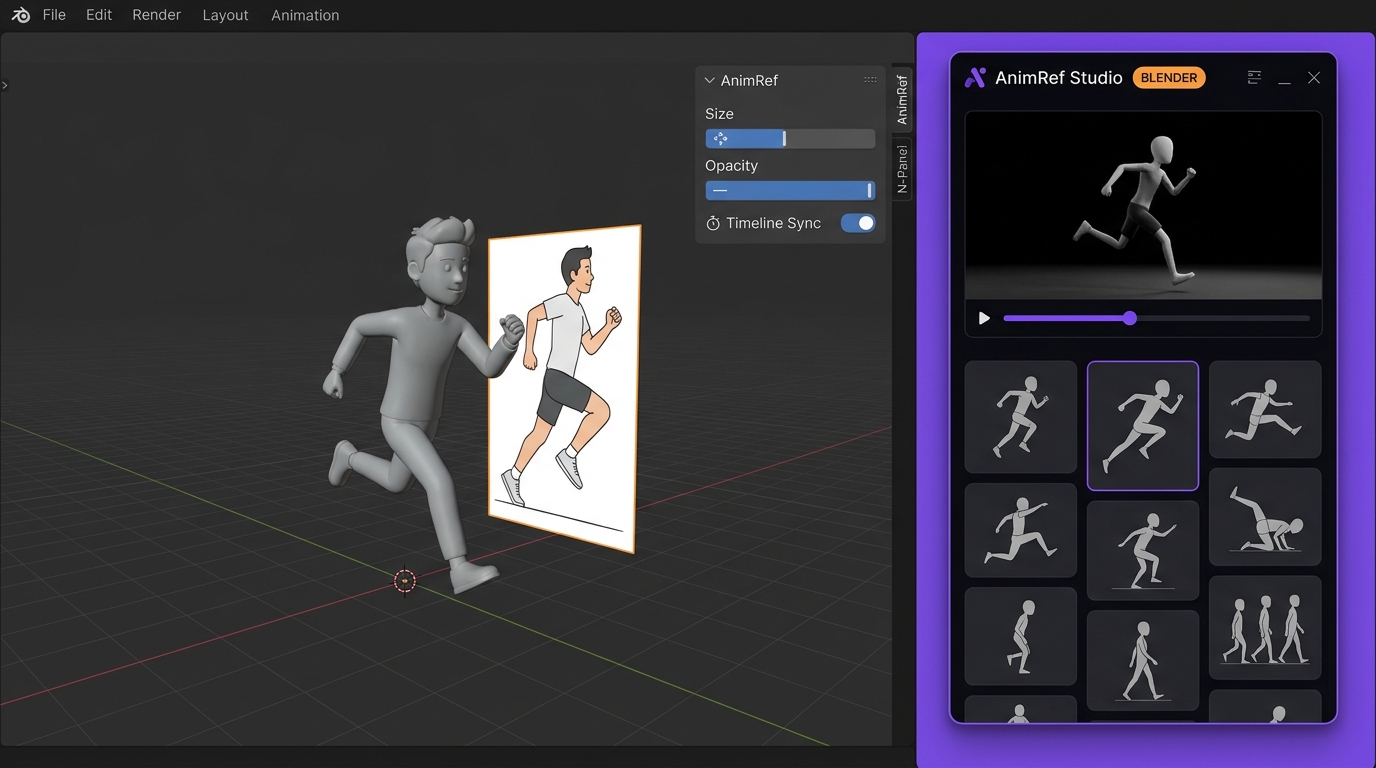 File Edit Render Layout Animation
AnimRef
Size
Opacity
Timeline Sync
AnimRef
N-Panel
AnimRef Studio BLENDER